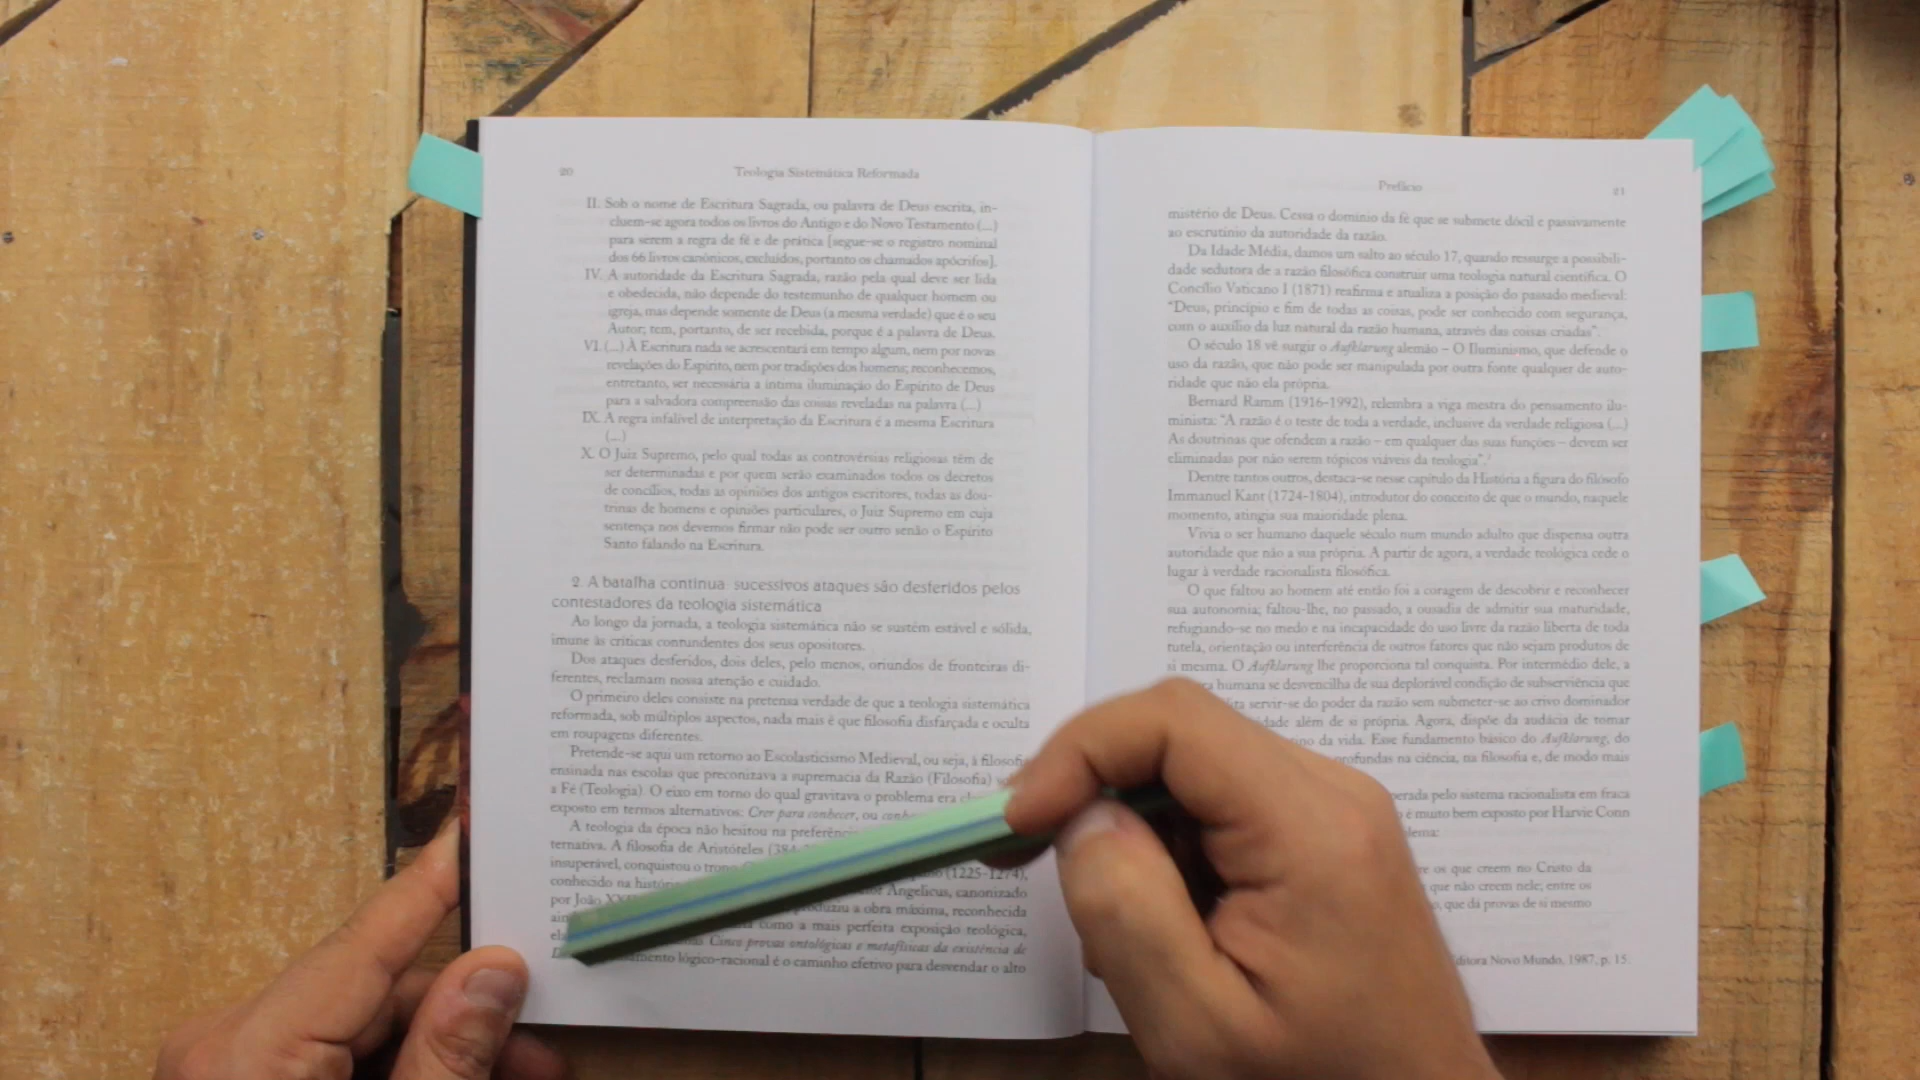 20
Teologia Sistemática Reformada
II. Sob o nome de Escritura Sagrada, ou palavra de Deus escrita, in-
cluem-se agora todos os livros do Antigo e do Novo Testamento (...)
para serem a regra de fé e de prática [segue-se o registro nominal
dos 66 livros canônicos, excluídos, portanto os chamados apócrifos].
IV. A autoridade da Escritura Sagrada, razão pela qual deve ser lida
e obedecida, não depende do testemunho de qualquer homem ou
igreja, mas depende somente de Deus (a mesma verdade) que é o seu
Autor; tem, portanto, de ser recebida, porque é a palavra de Deus.
VI. (...) À Escritura nada se acrescentará em tempo algum, nem por novas
revelações do Espírito, nem por tradições dos homens; reconhecemos,
entretanto, ser necessária a íntima iluminação do Espírito de Deus
para a salvadora compreensão das coisas reveladas na palavra (...)
IX. A regra infalível de interpretação da Escritura é a mesma Escritura
(...)
X. O Juiz Supremo, pelo qual todas as controvérsias religiosas têm de
ser determinadas e por quem serão examinados todos os decretos
de concílios, todas as opiniões dos antigos escritores, todas as dou-
trinas de homens e opiniões particulares, o Juiz Supremo em cuja
sentença nos devemos firmar não pode ser outro senão o Espírito
Santo falando na Escritura.
2. A batalha continua: sucessivos ataques são desferidos pelos
contestadores da teologia sistemática
Ao longo da jornada, a teologia sistemática não se sustém estável e sólida,
imune às críticas contundentes dos seus opositores.
Dos ataques desferidos, dois deles, pelo menos, oriundos de fronteiras di-
ferentes, reclamam nossa atenção e cuidado.
O primeiro deles consiste na pretensa verdade de que a teologia sistemática
reformada, sob múltiplos aspectos, nada mais é que filosofia disfarçada e oculta
em roupagens diferentes.
Pretende-se aqui um retorno ao Escolasticismo Medieval, ou seja, à filosofia
ensinada nas escolas que preconizava a supremacia da Razão (Filosofia)
a Fé (Teologia). O eixo em torno do qual gravitava o problema era
exposto em termos alternativos: Crer para conhecer, ou
A teologia da época não hesitou na
ternativa. A filosofia de Aristóteles
insuperável, conquistou o (1225-1274),
conhecido na Angelicus, canonizado
por João a obra máxima, reconhecida
como a mais perfeita exposição teológica,
Cinco provas ontológicas e metafísicas da existência de
lógico-racional é o caminho efetivo para desvendar o alto
Prefácio
21
mistério de Deus. Cessa o domínio da fé que se submete dócil e passivamente
ao escrutínio da autoridade da razão.
Da Idade Média, damos um salto ao século 17, quando ressurge a possibili-
dade sedutora de a razão filosófica construir uma teologia natural científica. O
Concílio Vaticano I (1871) reafirma e atualiza a posição do passado medieval:
“Deus, princípio e fim de todas as coisas, pode ser conhecido com segurança,
com o auxílio da luz natural da razão humana, através das coisas criadas”.
O século 18 vê surgir o Aufklarung alemão – O Iluminismo, que defende o
uso da razão, que não pode ser manipulada por outra fonte qualquer de auto-
ridade que não ela própria.
Bernard Ramm (1916-1992), relembra a viga mestra do pensamento ilu-
minista: “A razão é o teste de toda a verdade, inclusive da verdade religiosa (...)
As doutrinas que ofendem a razão – em qualquer das suas funções – devem ser
eliminadas por não serem tópicos viáveis da teologia”.
Dentre tantos outros, destaca-se nesse capítulo da História a figura do filósofo
Immanuel Kant (1724-1804), introdutor do conceito de que o mundo, naquele
momento, atingia sua maioridade plena.
Vivia o ser humano daquele século num mundo adulto que dispensa outra
autoridade que não a sua própria. A partir de agora, a verdade teológica cede o
lugar à verdade racionalista filosófica.
O que faltou ao homem até então foi a coragem de descobrir e reconhecer
sua autonomia; faltou-lhe, no passado, a ousadia de admitir sua maturidade,
refugiando-se no medo e na incapacidade do uso livre da razão liberta de toda
tutela, orientação ou interferência de outros fatores que não sejam produtos de
si mesma. O Aufklarung lhe proporciona tal conquista. Por intermédio dele, a
humana se desvencilha de sua deplorável condição de subserviência que
servir-se do poder da razão sem submeter-se ao crivo dominador
além de si própria. Agora, dispõe da audácia de tomar
da vida. Esse fundamento básico do Aufklarung, do
profundas na ciência, na filosofia e, de modo mais
pelo sistema racionalista em fraca
é muito bem exposto por Harvie Conn
os que creem no Cristo da
que não creem nele; entre os
que dá provas de si mesmo
Novo Mundo, 1987, p. 15.